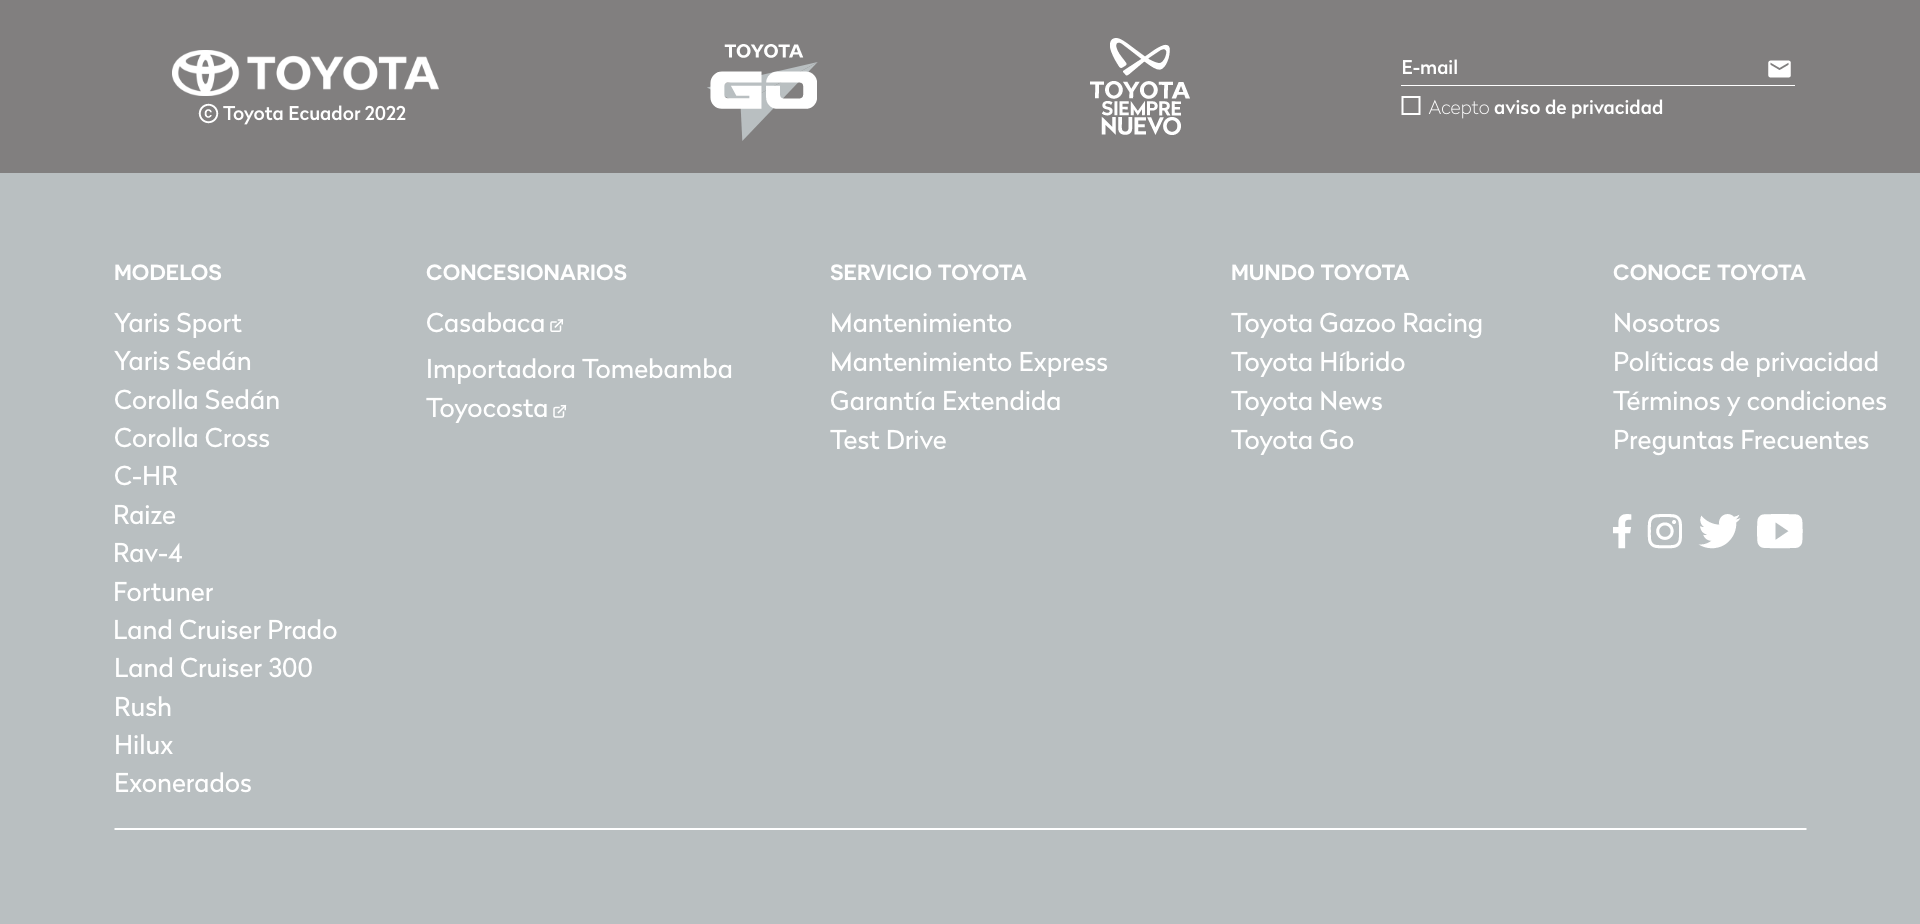 TOYOTA
© Toyota Ecuador 2022
TOYOTA
GO
TOYOTA
SIEMPRE
NUEVO
E-mail
Acepto aviso de privacidad
MODELOS
Yaris Sport
Yaris Sedán
Corolla Sedán
Corolla Cross
C-HR
Raize
Rav-4
Fortuner
Land Cruiser Prado
Land Cruiser 300
Rush
Hilux
Exonerados
CONCESIONARIOS
Casabaca
Importadora Tomebamba
Toyocosta
SERVICIO TOYOTA
Mantenimiento
Mantenimiento Express
Garantía Extendida
Test Drive
MUNDO TOYOTA
Toyota Gazoo Racing
Toyota Híbrido
Toyota News
Toyota Go
CONOCE TOYOTA
Nosotros
Políticas de privacidad
Términos y condiciones
Preguntas Frecuentes